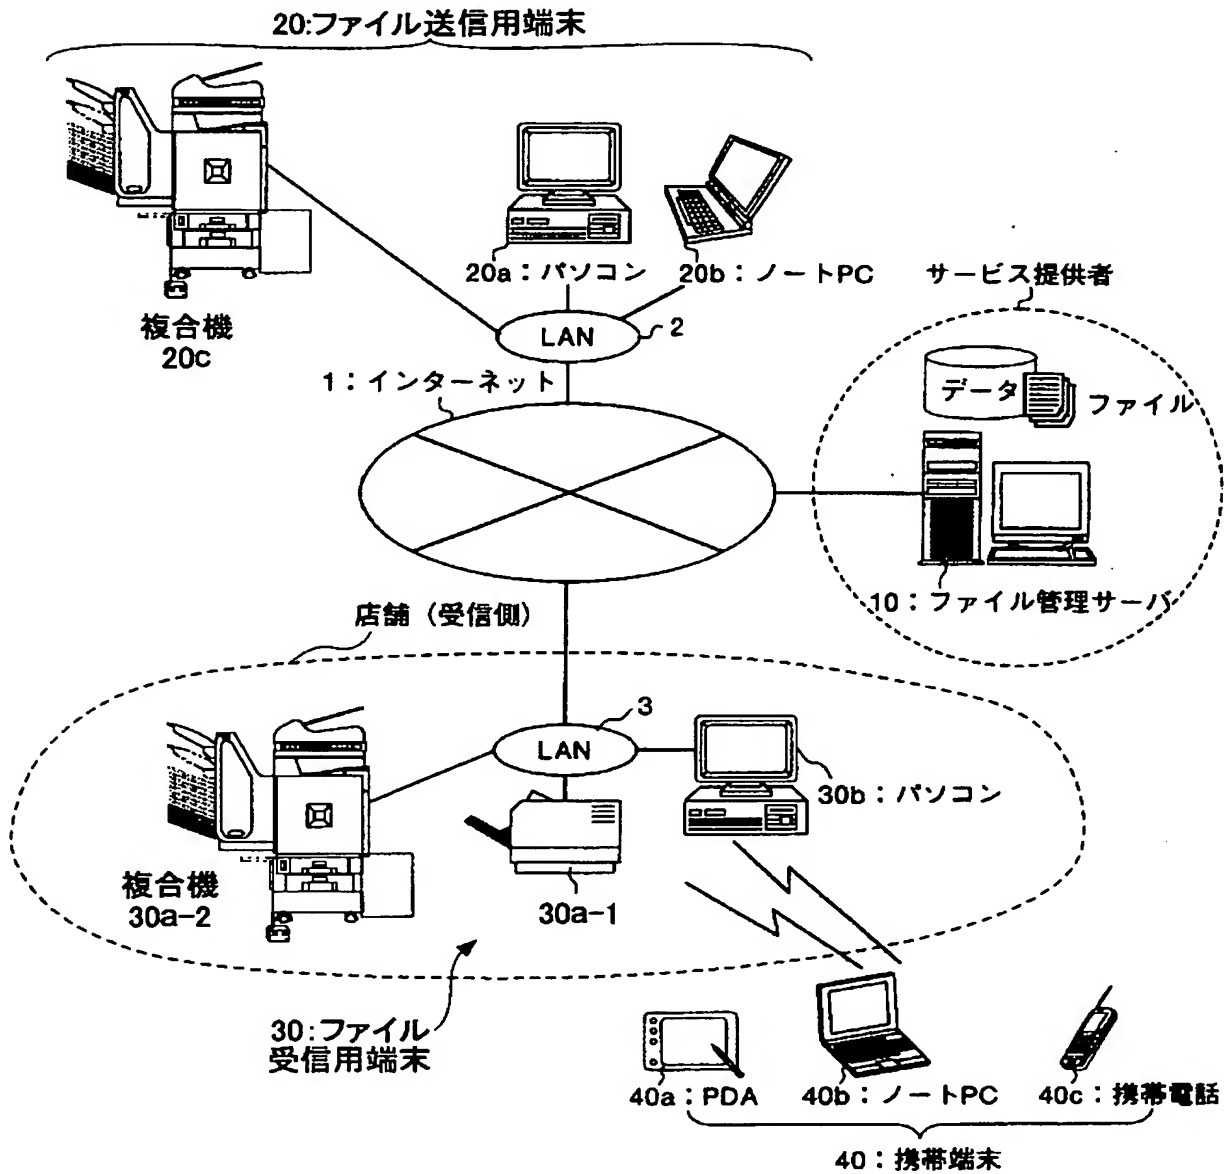 20:ファイル送信用端末
20a：パソコン
20b：ノートPC
複合機
20c
LAN
2
1：インターネット
サービス提供者
データ
ファイル
10：ファイル管理サーバ
店舗（受信側）
3
LAN
30b：パソコン
複合機
30a-2
30a-1
30:ファイル
受信用端末
40a：PDA
40b：ノートPC
40c：携帯電話
40：携帯端末